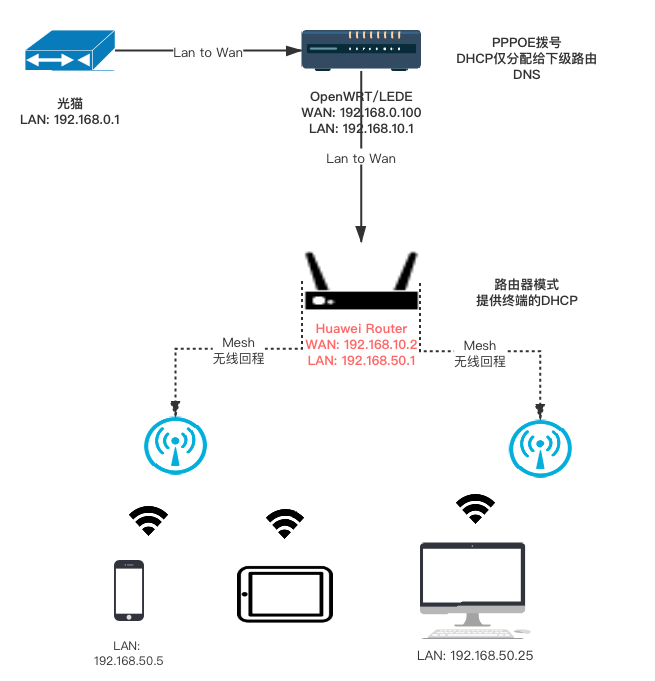 Lan to Wan
PPPOE拨号
DHCP仅分配给下级路由
DNS
光猫
LAN: 192.168.0.1
OpenWRT/LEDE
WAN: 192.168.0.100
LAN: 192.168.10.1
Lan to Wan
路由器模式
提供终端的DHCP
Huawei Router
WAN: 192.168.10.2
LAN: 192.168.50.1
Mesh
无线回程
Mesh
无线回程
LAN:
192.168.50.5
LAN: 192.168.50.25